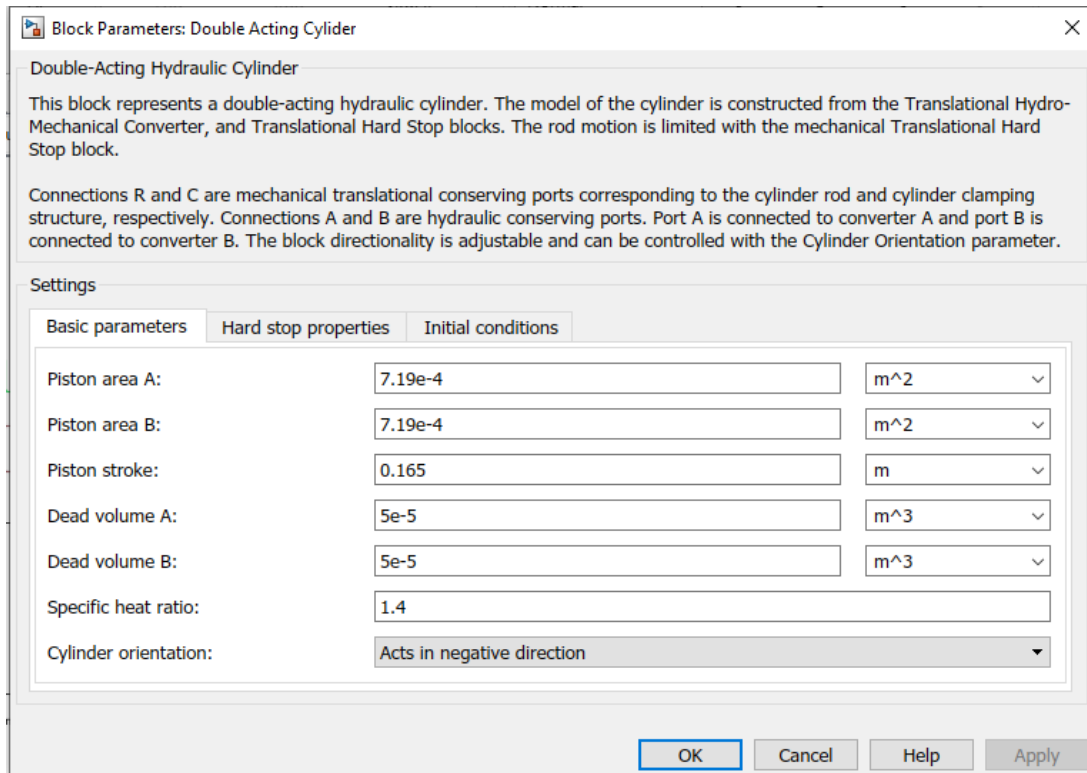 Block Parameters: Double Acting Cylider
Double-Acting Hydraulic Cylinder
This block represents a double-acting hydraulic cylinder. The model of the cylinder is constructed from the Translational Hydro-
Mechanical Converter, and Translational Hard Stop blocks. The rod motion is limited with the mechanical Translational Hard
Stop block.
Connections R and C are mechanical translational conserving ports corresponding to the cylinder rod and cylinder clamping
structure, respectively. Connections A and B are hydraulic conserving ports. Port A is connected to converter A and port B is
connected to converter B. The block directionality is adjustable and can be controlled with the Cylinder Orientation parameter.
Settings
Basic parameters Hard stop properties Initial conditions
Piston area A: 7.19e-4 m^2
Piston area B: 7.19e-4 m^2
Piston stroke: 0.165 m
Dead volume A: 5e-5 m^3
Dead volume B: 5e-5 m^3
Specific heat ratio: 1.4
Cylinder orientation: Acts in negative direction
OK Cancel Help Apply